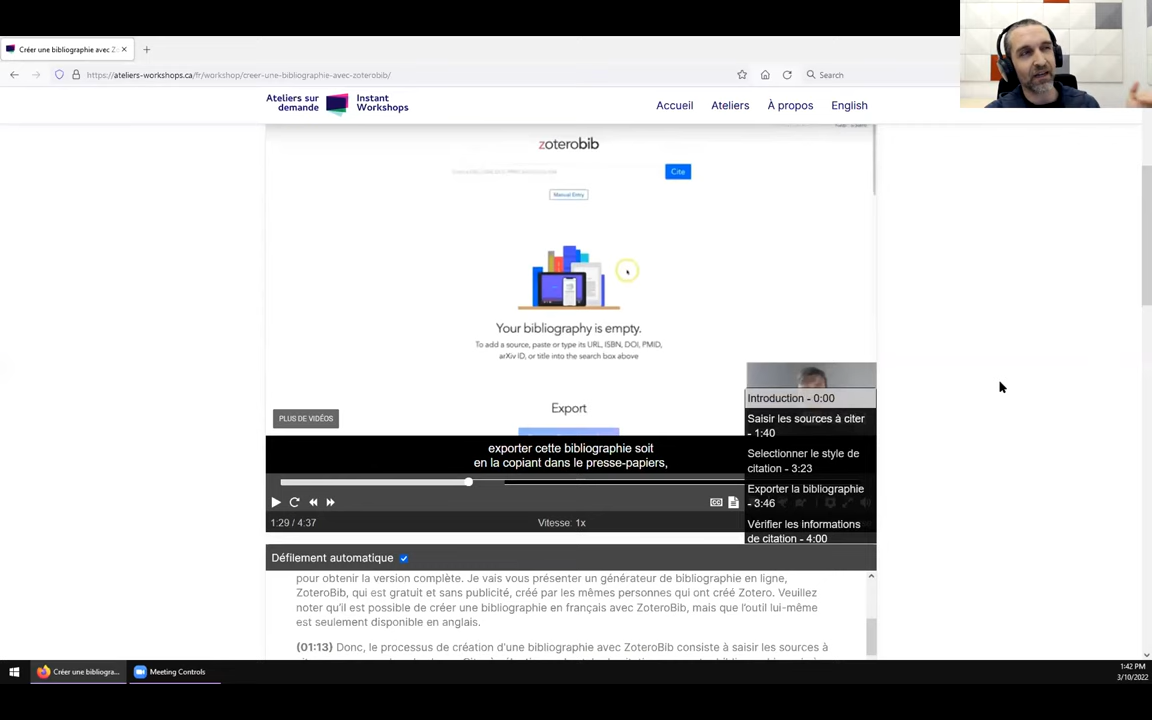 Créer une bibliographie avec Z
https://ateliers-workshops.ca/fr/workshop/creer-une-bibliographie-avec-zoterobib/
Search
Ateliers sur demande
Instant Workshops
Accueil
Ateliers
À propos
English
zoterobib
Cite
Manual Entry
Your bibliography is empty.
To add a source, paste or type its URL, ISBN, DOI, PMID,
arXiv ID, or title into the search box above
Export
PLUS DE VIDÉOS
Introduction - 0:00
Saisir les sources à citer
- 1:40
Selectionner le style de
citation - 3:23
Exporter la bibliographie
- 3:46
Vérifier les informations
de citation - 4:00
exporter cette bibliographie soit
en la copiant dans le presse-papiers,
CC
1:29 / 4:37
Vitesse: 1x
Défilement automatique
pour obtenir la version complète. Je vais vous présenter un générateur de bibliographie en ligne,
ZoteroBib, qui est gratuit et sans publicité, créé par les mêmes personnes qui ont créé Zotero. Veuillez
noter qu'il est possible de créer une bibliographie en français avec ZoteroBib, mais que l'outil lui-même
est seulement disponible en anglais.
(01:13) Donc, le processus de création d'une bibliographie avec ZoteroBib consiste à saisir les sources à
Créer une bibliogra...
Meeting Controls
1:42 PM
3/10/2022